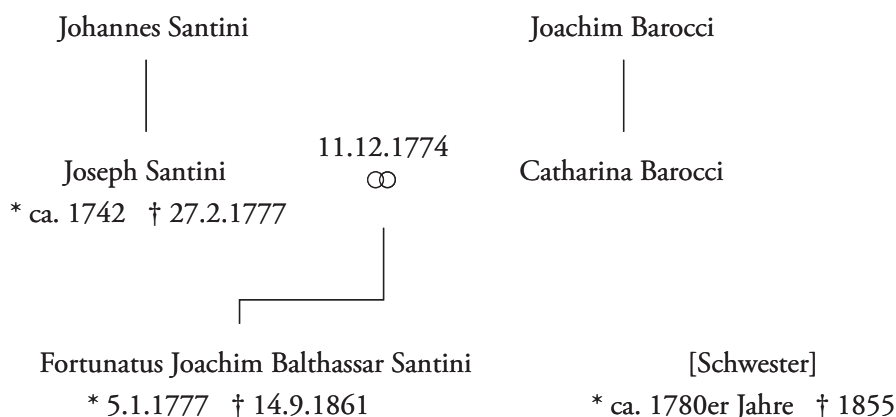 Johannes Santini
Joachim Barocci
11.12.1774
Joseph Santini
Catharina Barocci
* ca. 1742 † 27.2.1777
Fortunatus Joachim Balthassar Santini
[Schwester]
* 5.1.1777 † 14.9.1861
* ca. 1780er Jahre † 1855